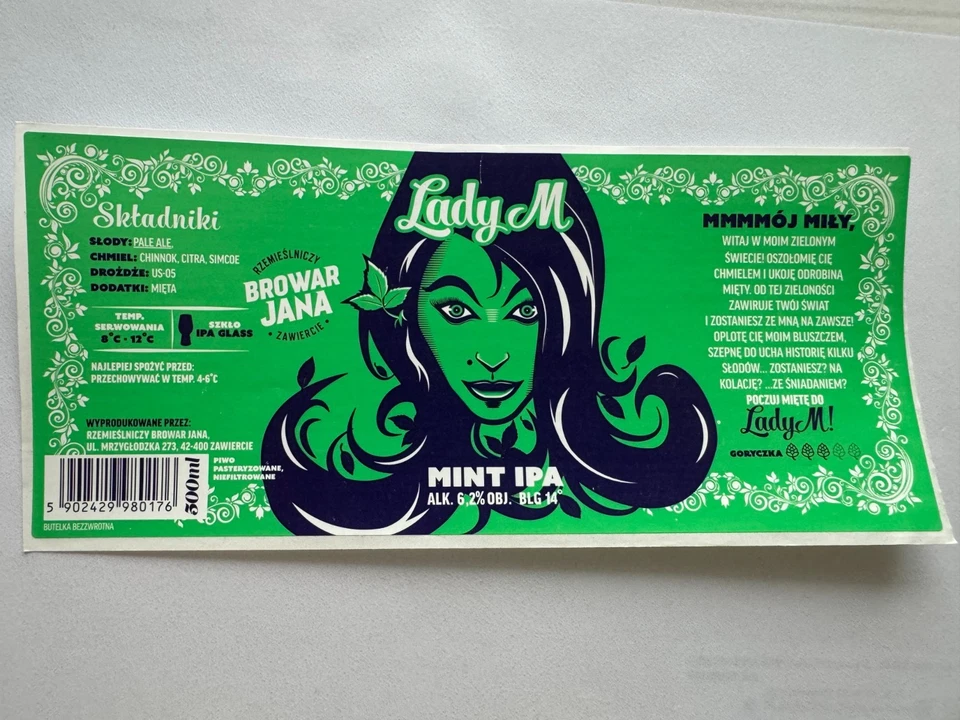 Składniki
SŁODY: PALE ALE,
CHMIEL: CHINNOK, CITRA, SIMCOE
DROŻDŻE: US-05
DODATKI: MIĘTA
TEMP.
SERWOWANIA
8°C - 12°C
SZKŁO
IPA GLASS
NAJLEPIEJ SPOŻYĆ PRZED:
PRZECHOWYWAĆ W TEMP. 4-6°C
WYPRODUKOWANE PRZEZ:
RZEMIEŚLNICZY BROWAR JANA,
UL. MRZYGŁODZKA 273, 42-400 ZAWIERCIE
5 902429 980176
500ml
PIWO
PASTERYZOWANE,
NIEFILTROWANE
BUTELKA BEZZWROTNA
RZEMIEŚLNICZY
BROWAR
JANA
• ZAWIERCIE •
Lady M
MINT IPA
ALK. 6,2% OBJ. BLG 14°
MMMMÓJ MIŁY,
WITAJ W MOIM ZIELONYM
ŚWIECIE! OSZOŁOMIĘ CIĘ
CHMIELEM I UKOJĘ ODROBINĄ
MIĘTY. OD TEJ ZIELONOŚCI
ZAWIRUJE TWÓJ ŚWIAT
I ZOSTANIESZ ZE MNĄ NA ZAWSZE!
OPLOTĘ CIĘ MOIM BLUSZCZEM,
SZEPNĘ DO UCHA HISTORIĘ KILKU
SŁODÓW... ZOSTANIESZ? NA
KOLACJĘ? ...ZE ŚNIADANIEM?
POCZUJ MIĘTĘ DO
Lady M!
GORYCZKA